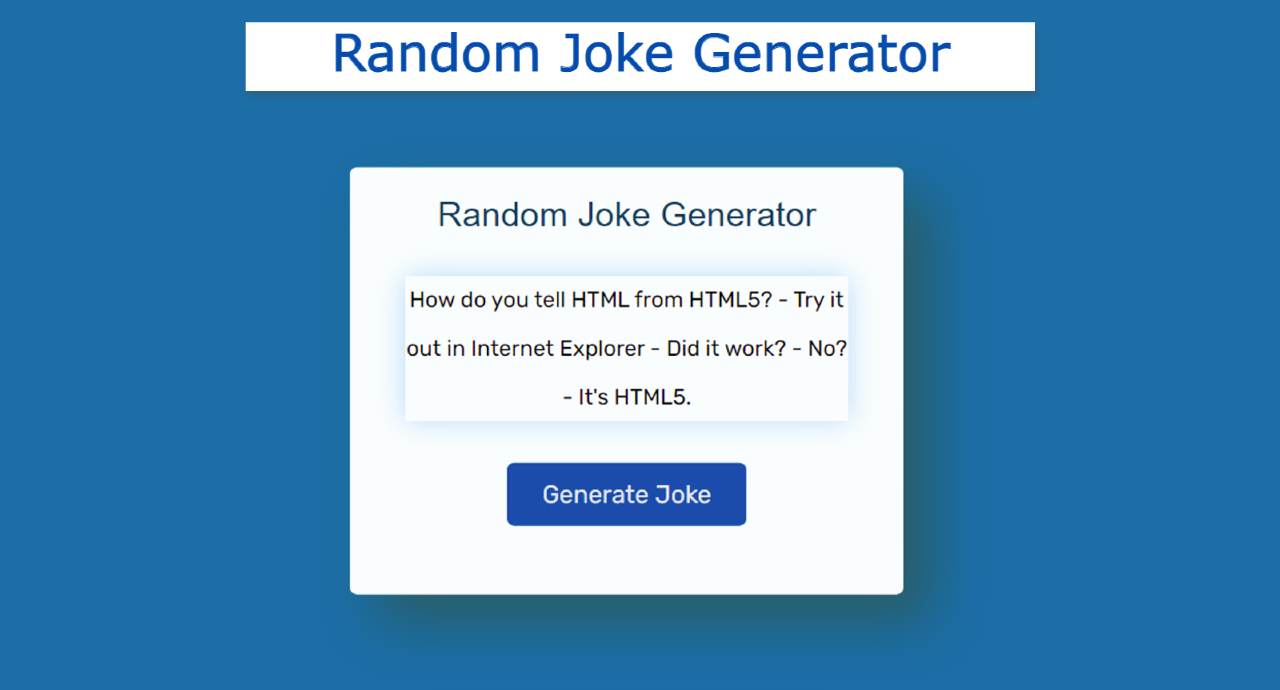 Random Joke Generator
Random Joke Generator
How do you tell HTML from HTML5? - Try it
out in Internet Explorer - Did it work? - No?
- It's HTML5.
Generate Joke